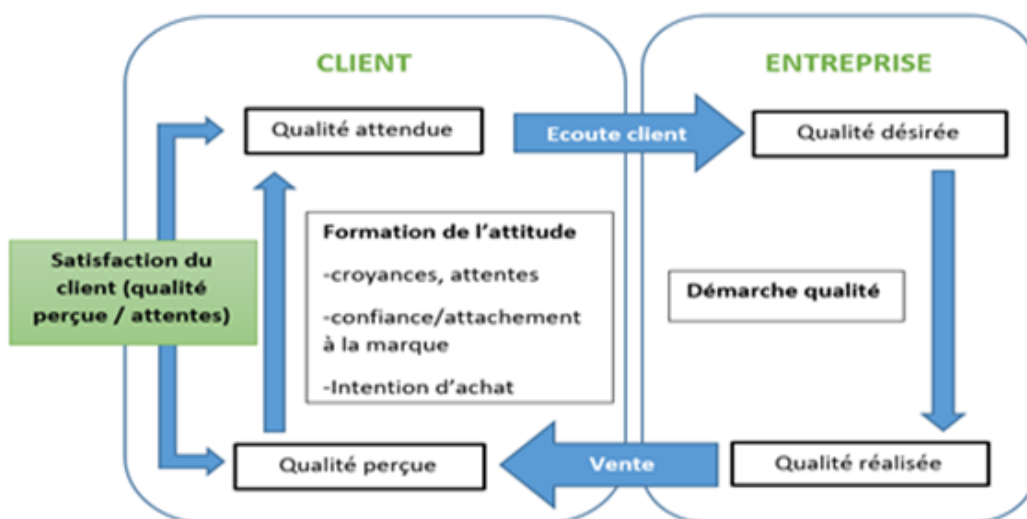 CLIENT
ENTREPRISE
Qualité attendue
Ecoute client
Qualité désirée
Formation de l’attitude
-croyances, attentes
-confiance/attachement
à la marque
-Intention d’achat
Satisfaction du
client (qualité
perçue / attentes)
Démarche qualité
Qualité perçue
Vente
Qualité réalisée